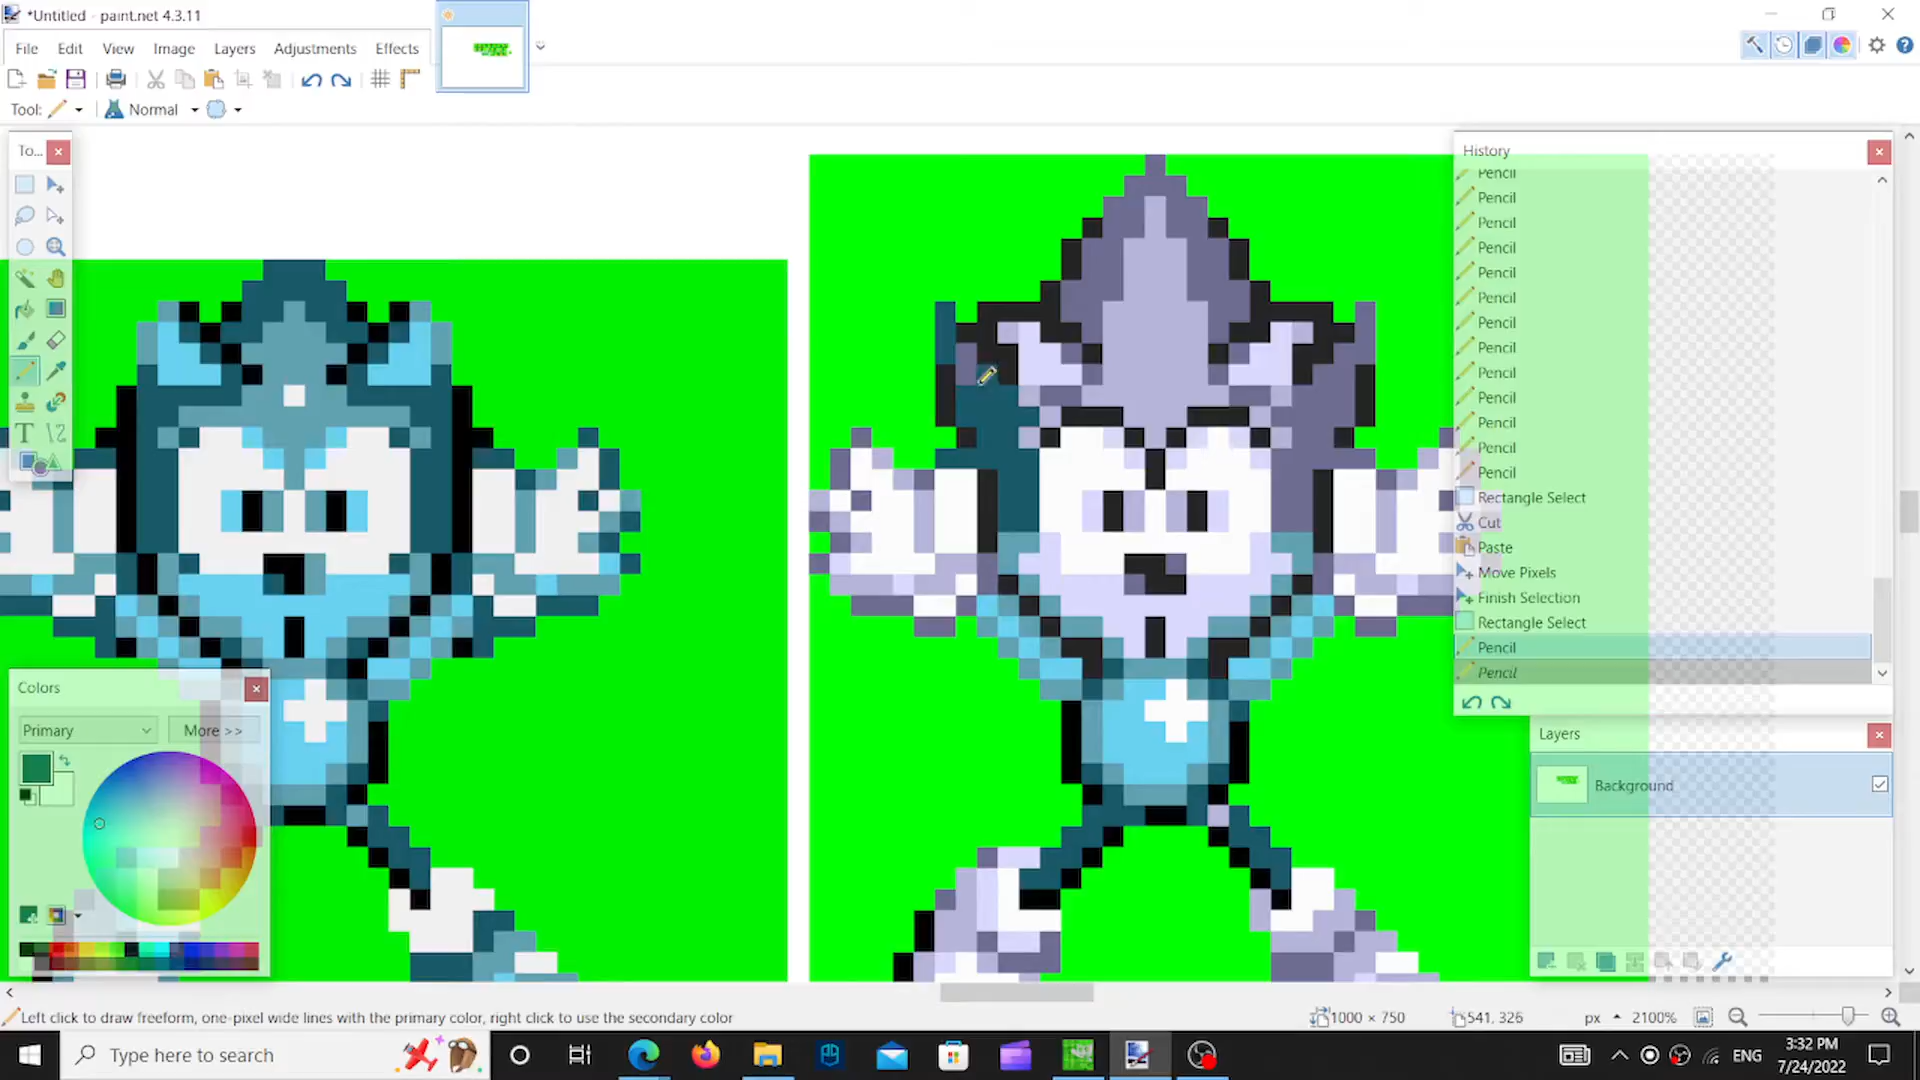 *Untitled - paint.net 4.3.11
File Edit View Image Layers Adjustments Effects
Tool: Normal
To...
History
Pencil
Pencil
Pencil
Pencil
Pencil
Pencil
Pencil
Pencil
Pencil
Pencil
Pencil
Pencil
Pencil
Rectangle Select
Cut
Paste
Move Pixels
Finish Selection
Rectangle Select
Pencil
Pencil
Colors
Primary More >>
Layers
Background
Left click to draw freeform, one-pixel wide lines with the primary color, right click to use the secondary color 1000 × 750 541, 326 px 2100%
Type here to search ENG 3:32 PM
7/24/2022